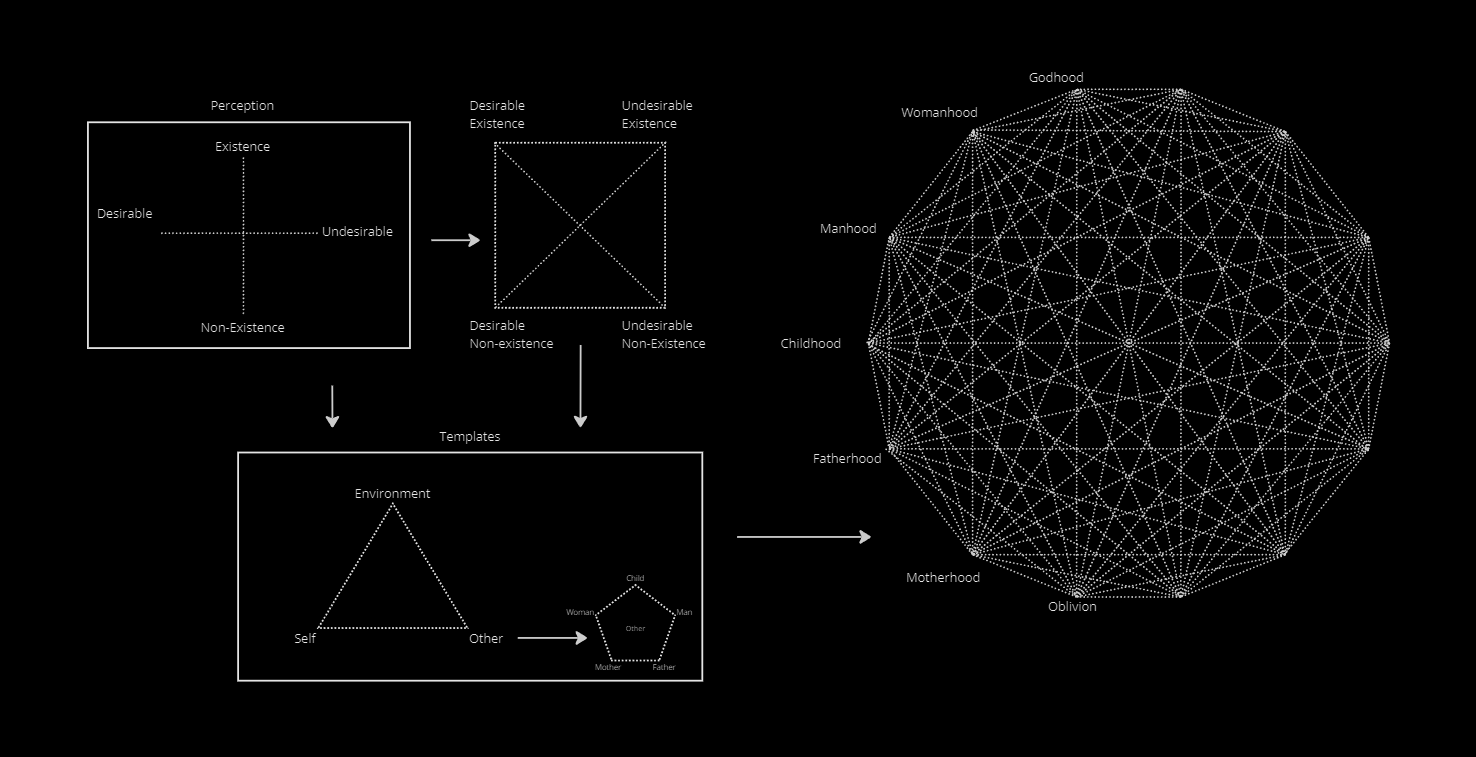 Perception
Existence
Desirable
Undesirable
Non-Existence
Desirable
Existence
Undesirable
Existence
Desirable
Non-existence
Undesirable
Non-Existence
Templates
Environment
Self
Other
Child
Woman
Man
Other
Mother
Father
Godhood
Womanhood
Manhood
Childhood
Fatherhood
Motherhood
Oblivion